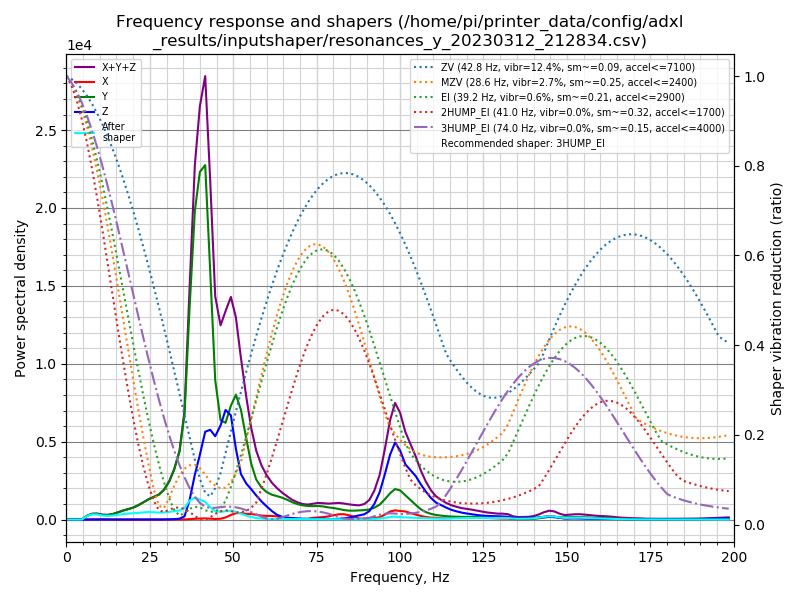 Frequency response and shapers (/home/pi/printer_data/config/adxl
_results/inputshaper/resonances_y_20230312_212834.csv)
1e4
X+Y+Z
X
Y
Z
After
shaper
ZV (42.8 Hz, vibr=12.4%, sm~=0.09, accel<=7100)
MZV (28.6 Hz, vibr=2.7%, sm~=0.25, accel<=2400)
EI (39.2 Hz, vibr=0.6%, sm~=0.21, accel<=2900)
2HUMP_EI (41.0 Hz, vibr=0.0%, sm~=0.32, accel<=1700)
3HUMP_EI (74.0 Hz, vibr=0.0%, sm~=0.15, accel<=4000)
Recommended shaper: 3HUMP_EI
Power spectral density
2.5
2.0
1.5
1.0
0.5
0.0
1.0
0.8
0.6
0.4
0.2
0.0
Shaper vibration reduction (ratio)
0 25 50 75 100 125 150 175 200
Frequency, Hz